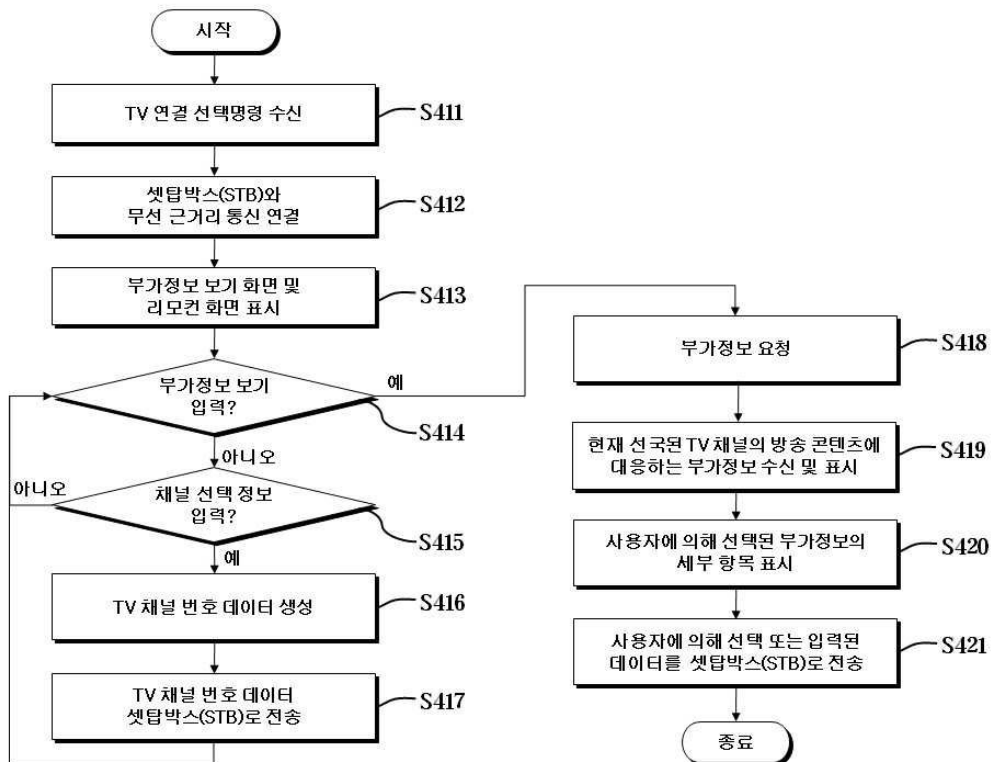 시작
TV 연결 선택명령 수신
S411
셋탑박스(STB)와
무선 근거리 통신 연결
S412
부가정보 보기 화면 및
리모컨 화면 표시
S413
부가정보 보기
입력?
예
S414
아니오
채널 선택 정보
입력?
아니오
S415
예
TV 채널 번호 데이터 생성
S416
TV 채널 번호 데이터
셋탑박스(STB)로 전송
S417
부가정보 요청
S418
현재 선국된 TV 채널의 방송 콘텐츠에
대응하는 부가정보 수신 및 표시
S419
사용자에 의해 선택된 부가정보의
세부 항목 표시
S420
사용자에 의해 선택 또는 입력된
데이터를 셋탑박스(STB)로 전송
S421
종료